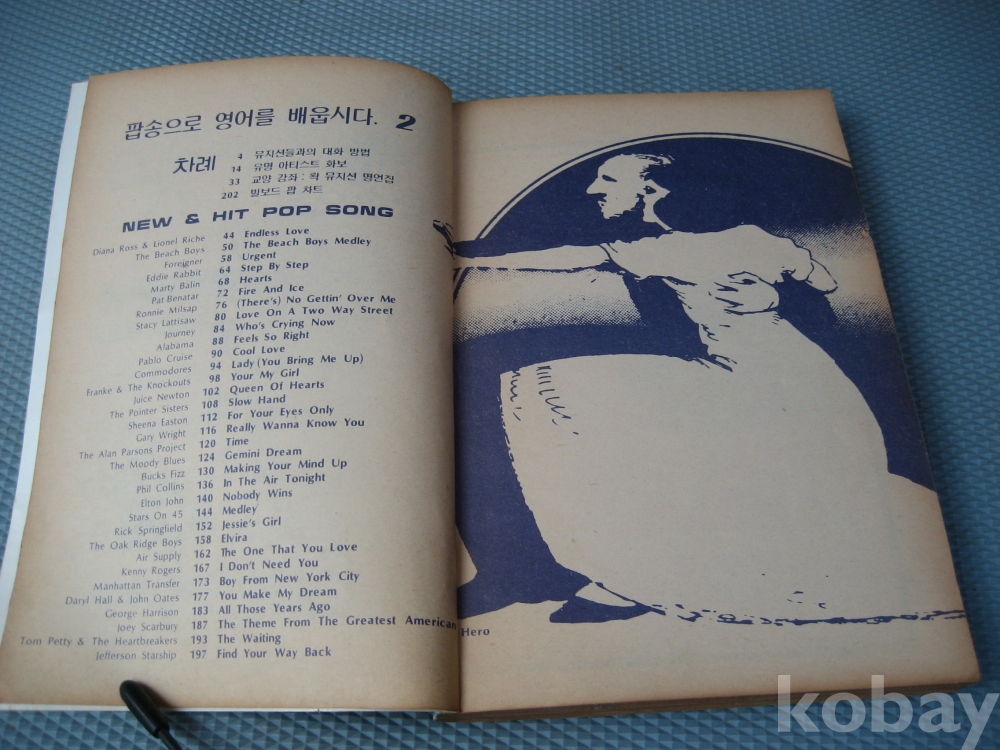 팝송으로 영어를 배웁시다. 2
차례
4 뮤지션들과의 대화 방법
14 유명 아티스트 화보
33 교양 강좌 : 롹 뮤지션 명언집
202 빌보드 팝 차트
NEW & HIT POP SONG
Diana Ross & Lionel Riche 44 Endless Love
The Beach Boys 50 The Beach Boys Medley
Foreigner 58 Urgent
Eddie Rabbit 64 Step By Step
Marty Balin 68 Hearts
Pat Benatar 72 Fire And Ice
Ronnie Milsap 76 (There's) No Gettin' Over Me
Stacy Lattisaw 80 Love On A Two Way Street
Journey 84 Who's Crying Now
Alabama 88 Feels So Right
Pablo Cruise 90 Cool Love
Commodores 94 Lady (You Bring Me Up)
Franke & The Knockouts 98 Your My Girl
Juice Newton 102 Queen Of Hearts
The Pointer Sisters 108 Slow Hand
Sheena Easton 112 For Your Eyes Only
Gary Wright 116 Really Wanna Know You
The Alan Parsons Project 120 Time
The Moody Blues 124 Gemini Dream
Bucks Fizz 130 Making Your Mind Up
Phil Collins 136 In The Air Tonight
Elton John 140 Nobody Wins
Stars On 45 144 Medley
Rick Springfield 152 Jessie's Girl
The Oak Ridge Boys 158 Elvira
Air Supply 162 The One That You Love
Kenny Rogers 167 I Don't Need You
Manhattan Transfer 173 Boy From New York City
Daryl Hall & John Oates 177 You Make My Dream
George Harrison 183 All Those Years Ago
Joey Scarbury 187 The Theme From The Greatest American Hero
Tom Petty & The Heartbreakers 193 The Waiting
Jefferson Starship 197 Find Your Way Back
kobay